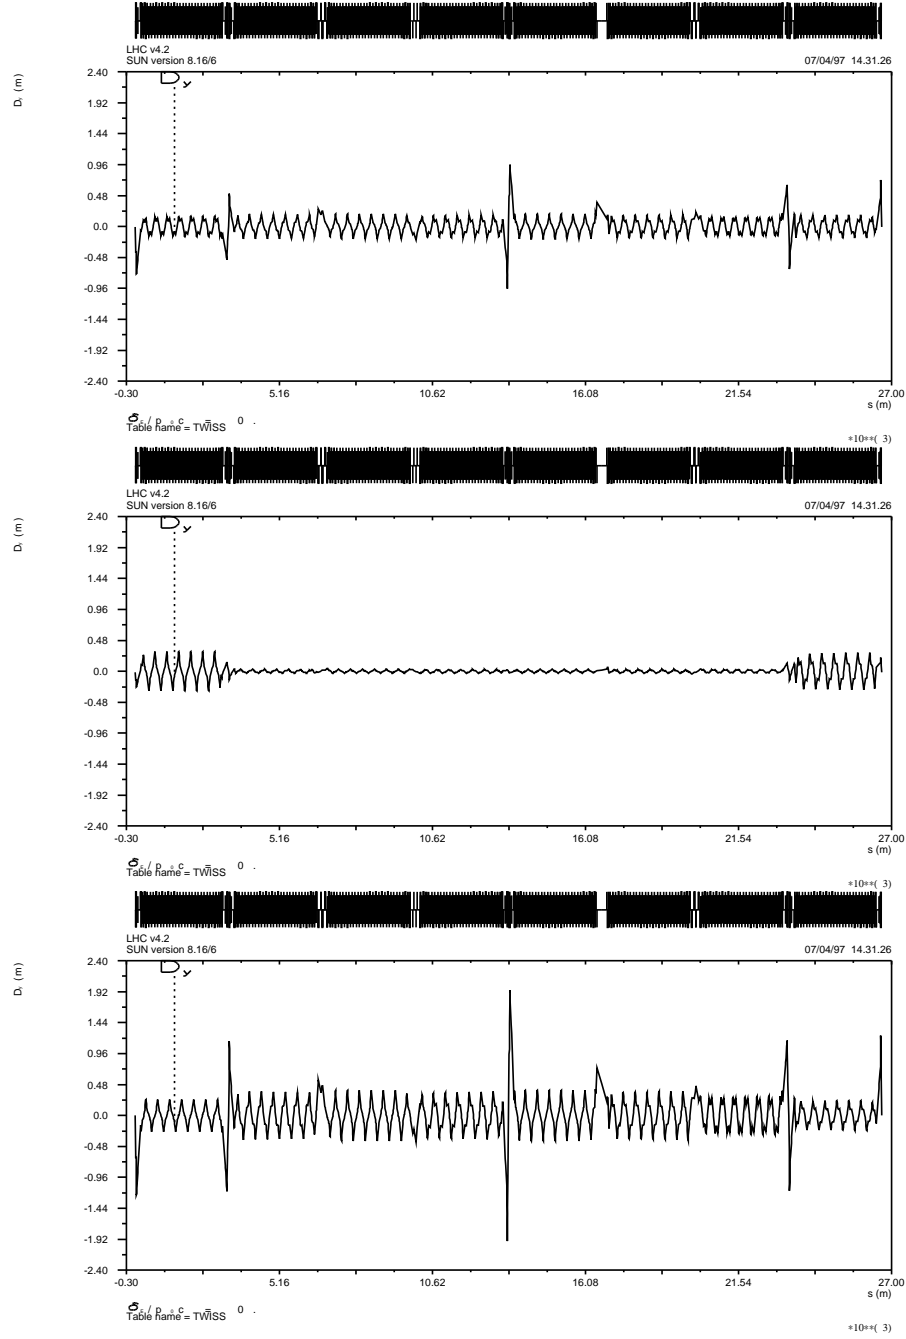 LHC v4.2
SUN version 8.16/6
07/04/97 14.31.26
D (m)
2.40
1.92
1.44
0.96
0.48
0.0
-0.48
-0.96
-1.44
-1.92
-2.40
D y
-0.30 5.16 10.62 16.08 21.54 27.00
s (m)
δ / p c = 0 .
Table name = TWISS
*10**( 3)
LHC v4.2
SUN version 8.16/6
07/04/97 14.31.26
D (m)
2.40
1.92
1.44
0.96
0.48
0.0
-0.48
-0.96
-1.44
-1.92
-2.40
D y
-0.30 5.16 10.62 16.08 21.54 27.00
s (m)
δ / p c = 0 .
Table name = TWISS
*10**( 3)
LHC v4.2
SUN version 8.16/6
07/04/97 14.31.26
D (m)
2.40
1.92
1.44
0.96
0.48
0.0
-0.48
-0.96
-1.44
-1.92
-2.40
D y
-0.30 5.16 10.62 16.08 21.54 27.00
s (m)
δ / p c = 0 .
Table name = TWISS
*10**( 3)